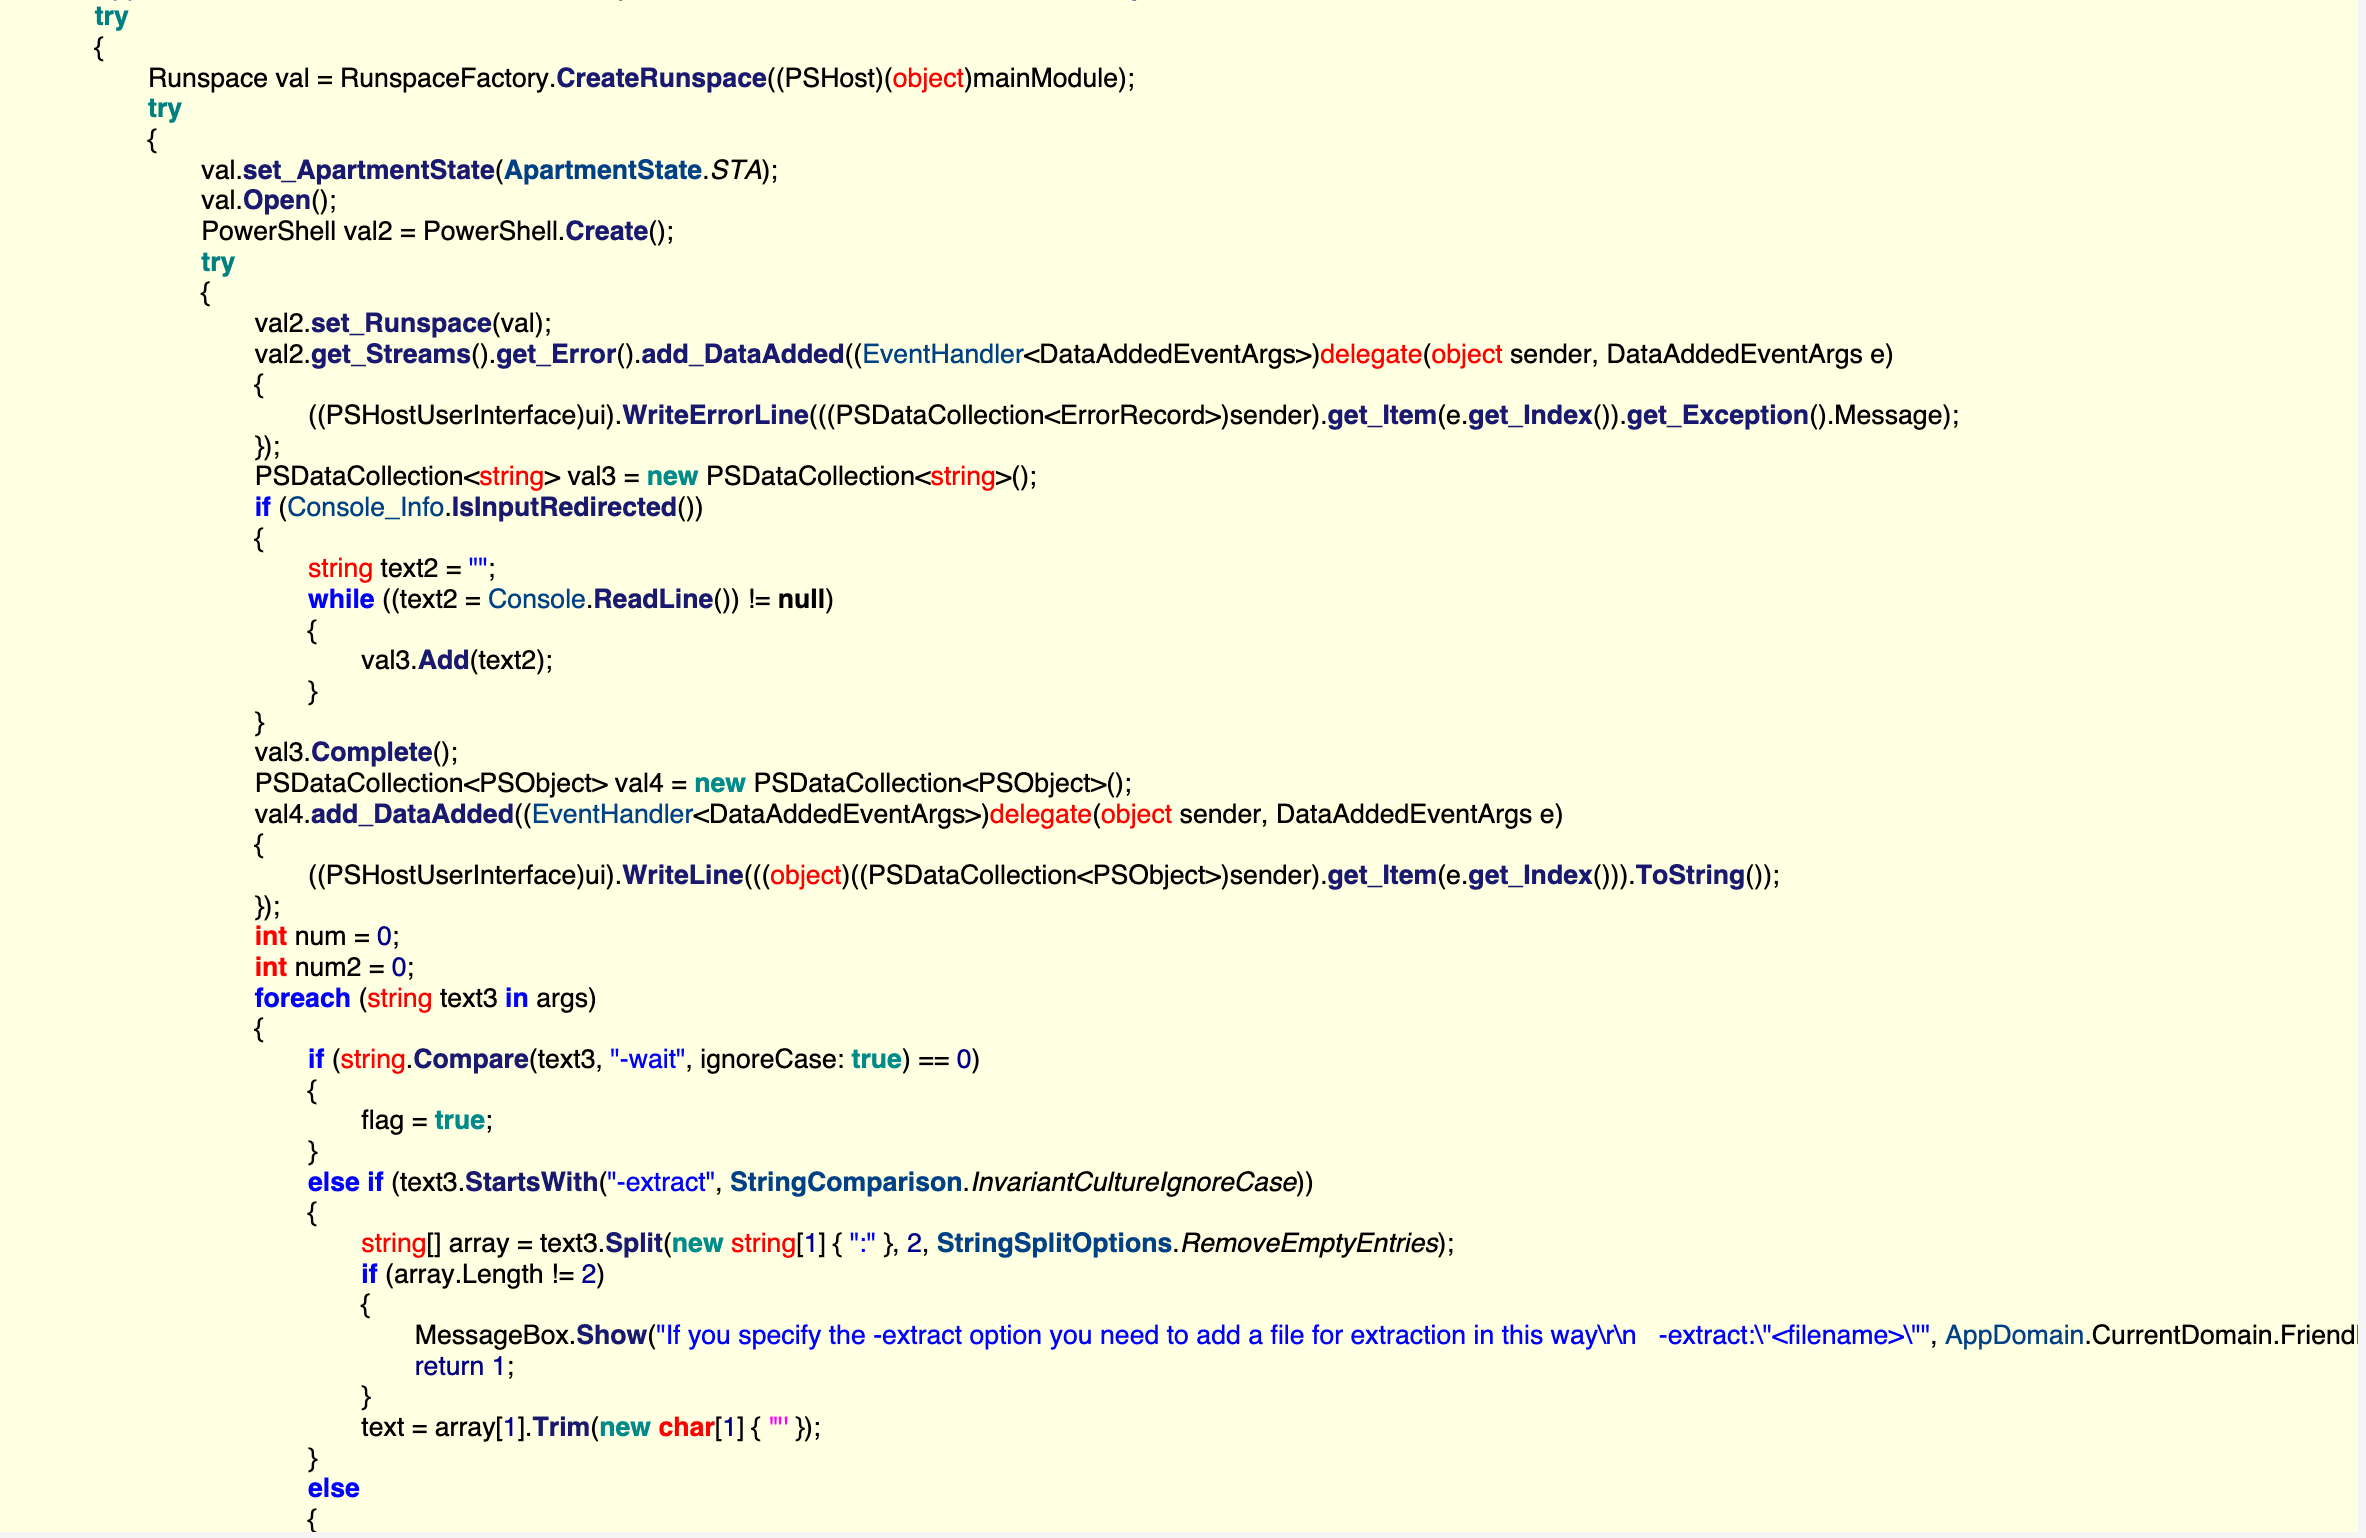 try
{
Runspace val = RunspaceFactory.CreateRunspace((PSHost)(object)mainModule);
try
{
val.set_ApartmentState(ApartmentState.STA);
val.Open();
PowerShell val2 = PowerShell.Create();
try
{
val2.set_Runspace(val);
val2.get_Streams().get_Error().add_DataAdded((EventHandler<DataAddedEventArgs>)delegate(object sender, DataAddedEventArgs e)
{
((PSHostUserInterface)ui).WriteErrorLine(((PSDataCollection<ErrorRecord>)sender).get_Item(e.get_Index()).get_Exception().Message);
});
PSDataCollection<string> val3 = new PSDataCollection<string>();
if (Console_Info.IsInputRedirected())
{
string text2 = "";
while ((text2 = Console.ReadLine()) != null)
{
val3.Add(text2);
}
}
val3.Complete();
PSDataCollection<PSObject> val4 = new PSDataCollection<PSObject>();
val4.add_DataAdded((EventHandler<DataAddedEventArgs>)delegate(object sender, DataAddedEventArgs e)
{
((PSHostUserInterface)ui).WriteLine(((object)((PSDataCollection<PSObject>)sender).get_Item(e.get_Index())).ToString());
});
int num = 0;
int num2 = 0;
foreach (string text3 in args)
{
if (string.Compare(text3, "-wait", ignoreCase: true) == 0)
{
flag = true;
}
else if (text3.StartsWith("-extract", StringComparison.InvariantCultureIgnoreCase))
{
string[] array = text3.Split(new string[1] { ":" }, 2, StringSplitOptions.RemoveEmptyEntries);
if (array.Length != 2)
{
MessageBox.Show("If you specify the -extract option you need to add a file for extraction in this way\r\n   -extract:\"<filename>\"", AppDomain.CurrentDomain.Friend
return 1;
}
text = array[1].Trim(new char[1] { '"' });
}
else
{